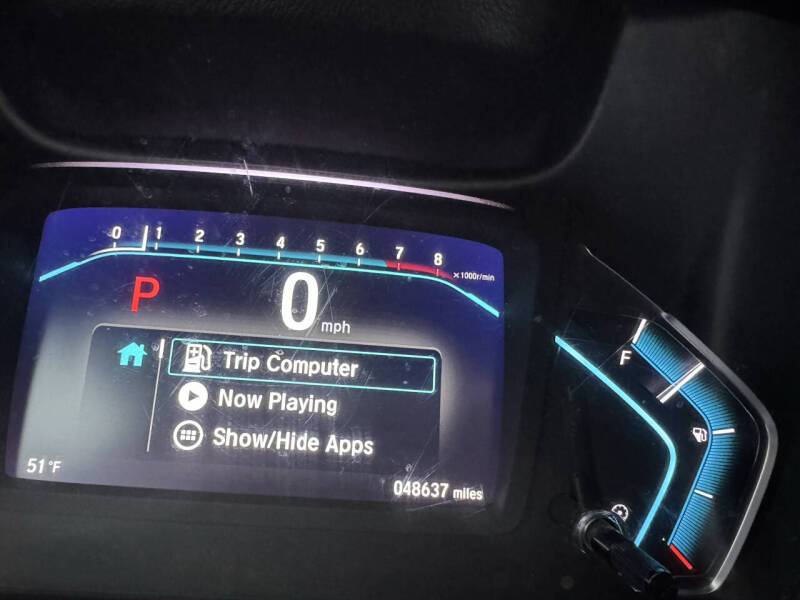 0 1 2 3 4 5 6 7 8 x1000r/min
P 0 mph
Trip Computer
Now Playing
Show/Hide Apps
51°F
048637 miles
F